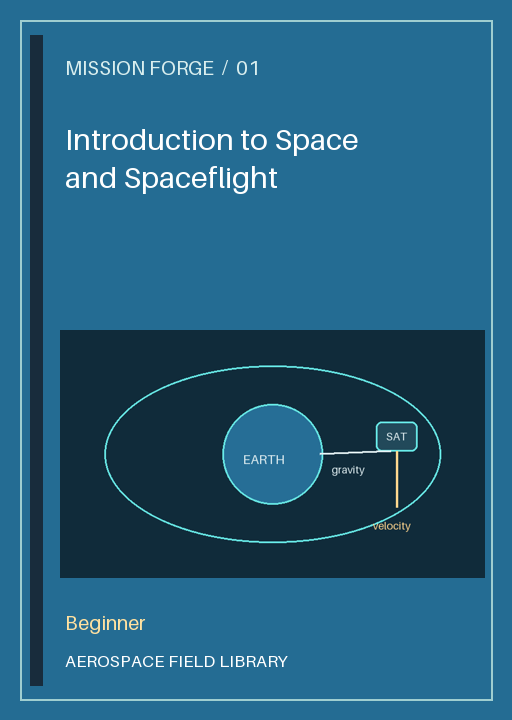 MISSION FORGE / 01
Introduction to Space
and Spaceflight
SAT
EARTH
gravity
velocity
Beginner
AEROSPACE FIELD LIBRARY